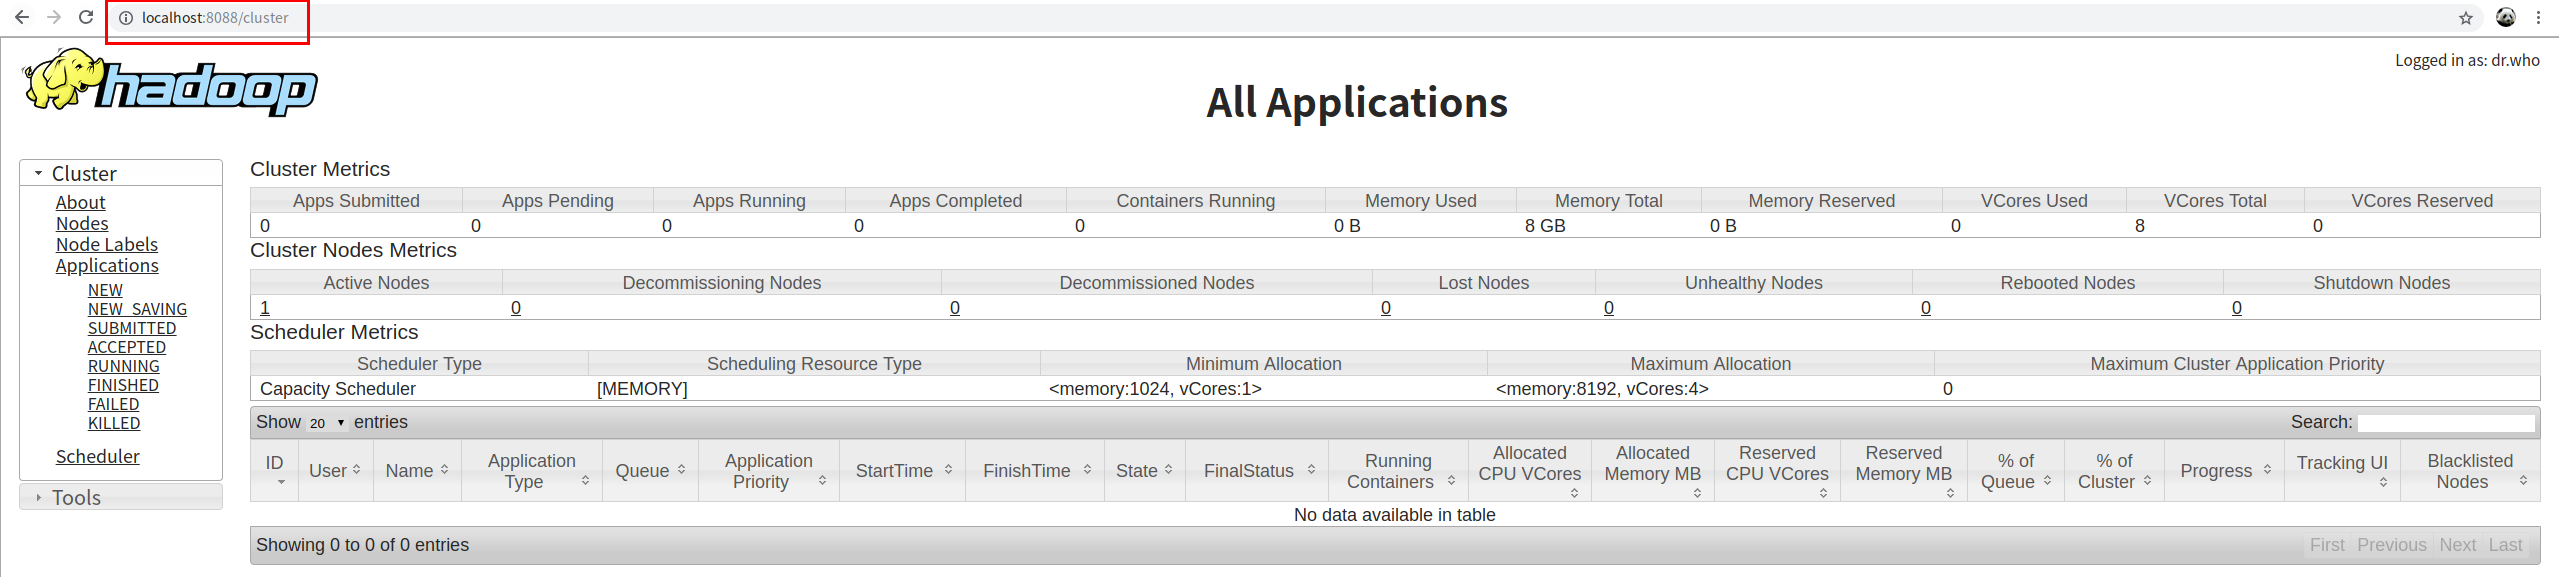 localhost:8088/cluster
hadoop
Logged in as: dr.who
All Applications
Cluster
About
Nodes
Node Labels
Applications
NEW
NEW_SAVING
SUBMITTED
ACCEPTED
RUNNING
FINISHED
FAILED
KILLED
Scheduler
Tools
Cluster Metrics
Apps Submitted Apps Pending Apps Running Apps Completed Containers Running Memory Used Memory Total Memory Reserved VCores Used VCores Total VCores Reserved
0 0 0 0 0 0 B 8 GB 0 B 0 8 0
Cluster Nodes Metrics
Active Nodes Decommissioning Nodes Decommissioned Nodes Lost Nodes Unhealthy Nodes Rebooted Nodes Shutdown Nodes
1 0 0 0 0 0 0
Scheduler Metrics
Scheduler Type Scheduling Resource Type Minimum Allocation Maximum Allocation Maximum Cluster Application Priority
Capacity Scheduler [MEMORY] <memory:1024, vCores:1> <memory:8192, vCores:4> 0
Show 20 entries Search:
ID User Name Application Type Queue Application Priority StartTime FinishTime State FinalStatus Running Containers Allocated CPU VCores Allocated Memory MB Reserved CPU VCores Reserved Memory MB % of Queue % of Cluster Progress Tracking UI Blacklisted Nodes
No data available in table
Showing 0 to 0 of 0 entries First Previous Next Last